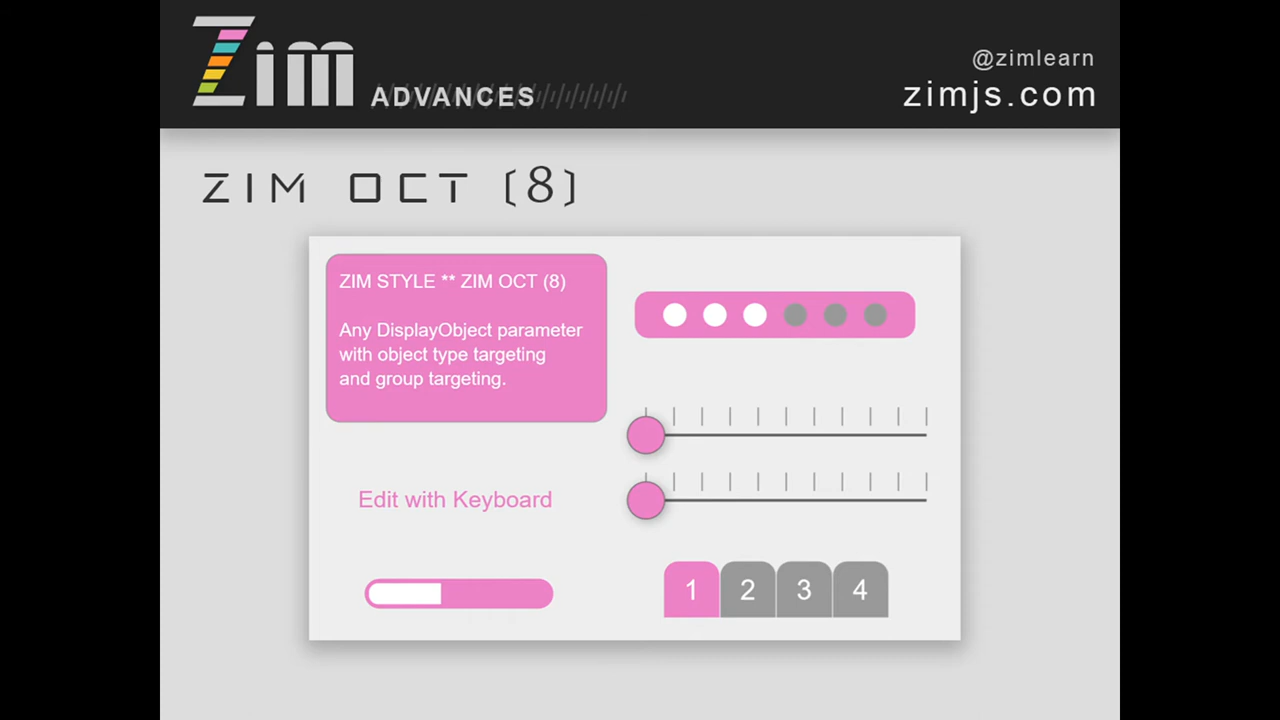 Zim
ADVANCES
@zimlearn
zimjs.com
ZIM OCT (8)
ZIM STYLE ** ZIM OCT (8)
Any DisplayObject parameter
with object type targeting
and group targeting.
Edit with Keyboard
1 2 3 4